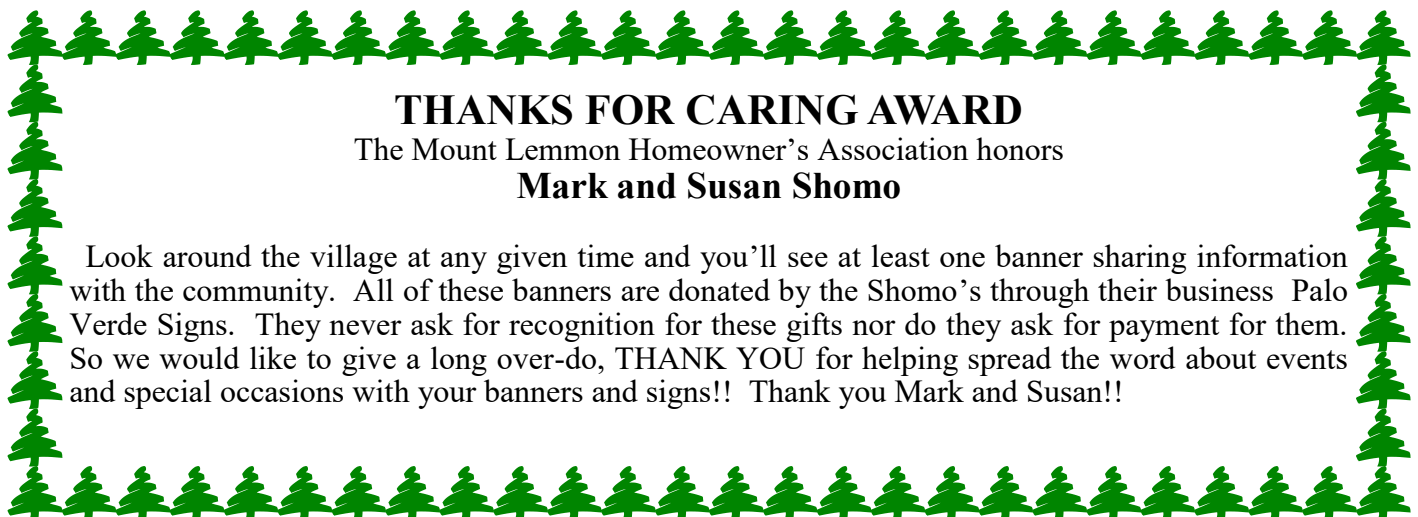 THANKS FOR CARING AWARD
The Mount Lemmon Homeowner’s Association honors
Mark and Susan Shomo
Look around the village at any given time and you’ll see at least one banner sharing information
with the community.  All of these banners are donated by the Shomo’s through their business  Palo
Verde Signs.  They never ask for recognition for these gifts nor do they ask for payment for them.
So we would like to give a long over-do, THANK YOU for helping spread the word about events
and special occasions with your banners and signs!!  Thank you Mark and Susan!!